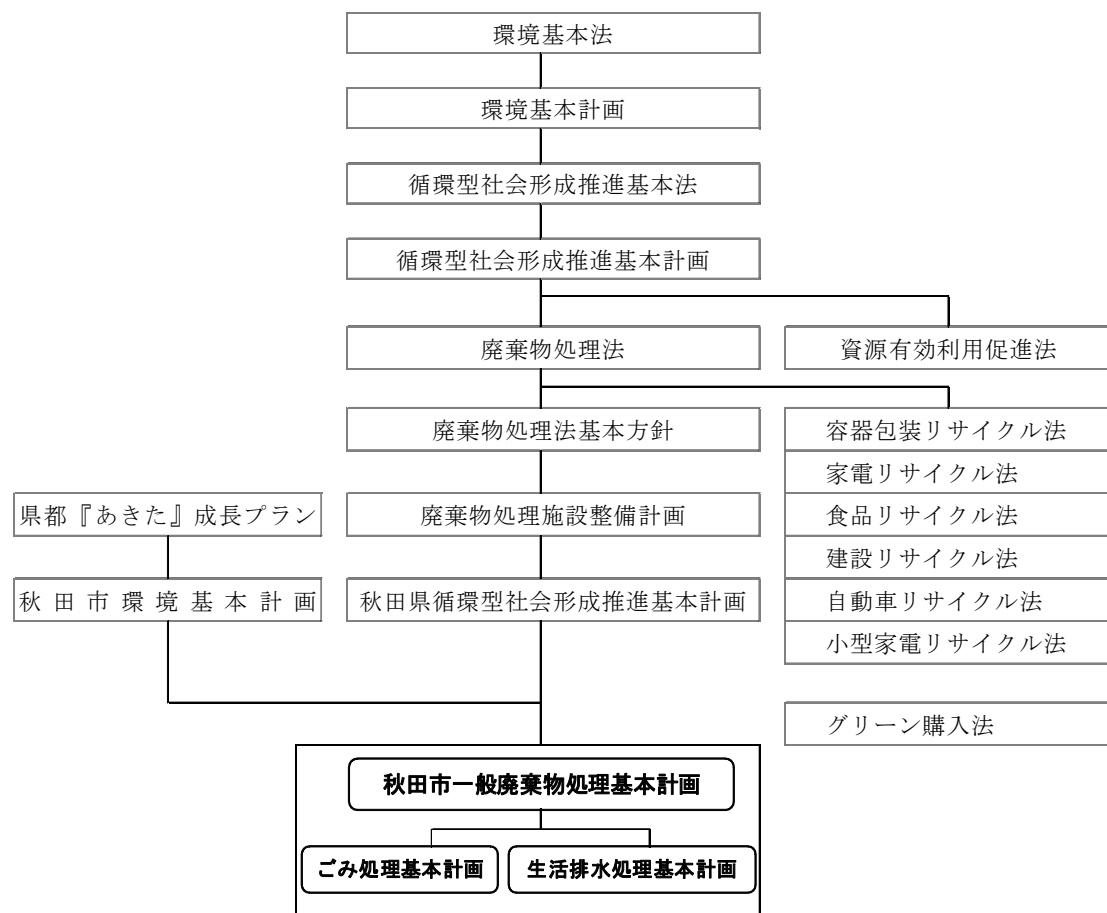 環境基本法
環境基本計画
循環型社会形成推進基本法
循環型社会形成推進基本計画
廃棄物処理法
資源有効利用促進法
廃棄物処理法基本方針
容器包装リサイクル法
家電リサイクル法
県都『あきた』成長プラン
廃棄物処理施設整備計画
食品リサイクル法
建設リサイクル法
秋田市環境基本計画
秋田県循環型社会形成推進基本計画
自動車リサイクル法
小型家電リサイクル法
グリーン購入法
秋田市一般廃棄物処理基本計画
ごみ処理基本計画
生活排水処理基本計画